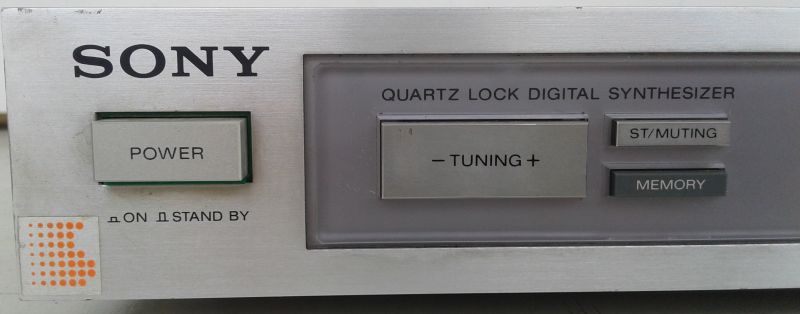 SONY
POWER
ON STAND BY
QUARTZ LOCK DIGITAL SYNTHESIZER
− TUNING +
ST/MUTING
MEMORY